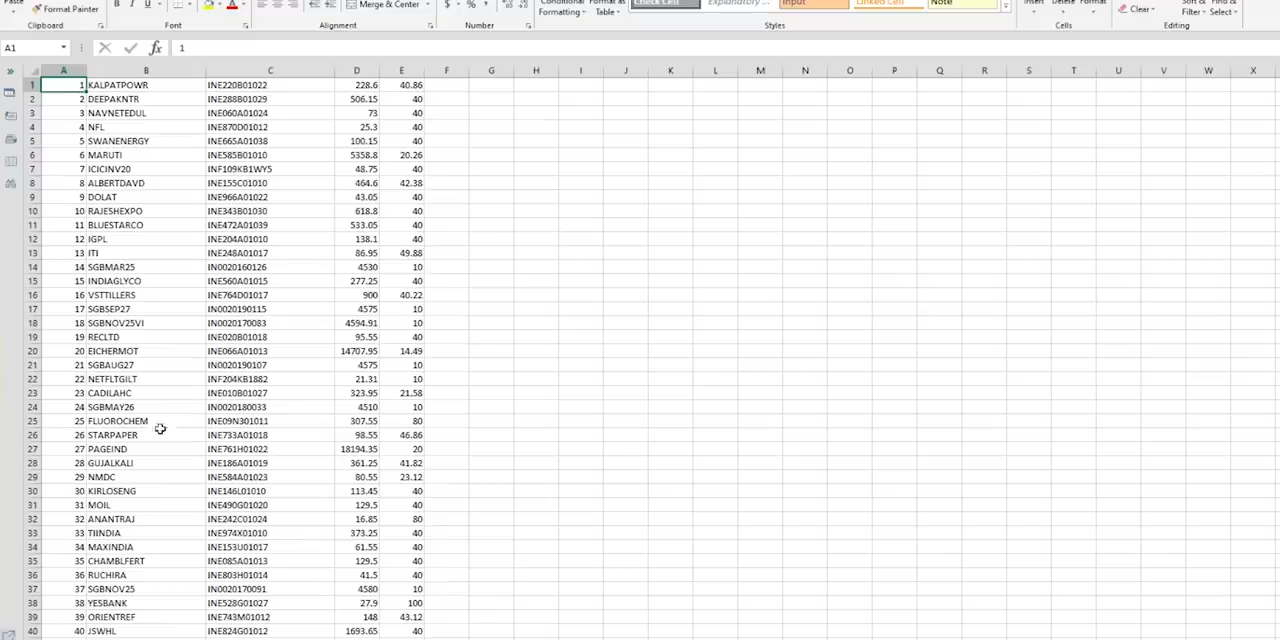 Paste Format Painter B I U A Merge & Center $ % Conditional Formatting Format as Table Check Cell Explanatory ... Input Linked Cell Note Insert Delete Format Clear Sort & Filter Find & Select
Clipboard Font Alignment Number Styles Cells Editing
A1 fx 1
A B C D E F G H I J K L M N O P Q R S T U V W X
1 1 KALPATPOWR INE220B01022 228.6 40.86
2 2 DEEPAKNTR INE288B01029 506.15 40
3 3 NAVNETEDUL INE060A01024 73 40
4 4 NFL INE870D01012 25.3 40
5 5 SWANENERGY INE665A01038 100.15 40
6 6 MARUTI INE585B01010 5358.8 20.26
7 7 ICICINV20 INF109KB1WY5 48.75 40
8 8 ALBERTDAVD INE155C01010 464.6 42.38
9 9 DOLAT INE966A01022 43.05 40
10 10 RAJESHEXPO INE343B01030 618.8 40
11 11 BLUESTARCO INE472A01039 533.05 40
12 12 IGPL INE204A01010 138.1 40
13 13 ITI INE248A01017 86.95 49.88
14 14 SGBMAR25 IN0020160126 4530 10
15 15 INDIAGLYCO INE560A01015 277.25 40
16 16 VSTTILLERS INE764D01017 900 40.22
17 17 SGBSEP27 IN0020190115 4575 10
18 18 SGBNOV25VI IN0020170083 4594.91 10
19 19 RECLTD INE020B01018 95.55 40
20 20 EICHERMOT INE066A01013 14707.95 14.49
21 21 SGBAUG27 IN0020190107 4575 10
22 22 NETFLTGILT INF204KB1882 21.31 10
23 23 CADILAHC INE010B01027 323.95 21.58
24 24 SGBMAY26 IN0020180033 4510 10
25 25 FLUOROCHEM INE09N301011 307.55 80
26 26 STARPAPER INE733A01018 98.55 46.86
27 27 PAGEIND INE761H01022 18194.35 20
28 28 GUJALKALI INE186A01019 361.25 41.82
29 29 NMDC INE584A01023 80.55 23.12
30 30 KIRLOSENG INE146L01010 113.45 40
31 31 MOIL INE490G01020 129.5 40
32 32 ANANTRAJ INE242C01024 16.85 80
33 33 TIINDIA INE974X01010 373.25 40
34 34 MAXINDIA INE153U01017 61.55 40
35 35 CHAMBLFERT INE085A01013 129.5 40
36 36 RUCHIRA INE803H01014 41.5 40
37 37 SGBNOV25 IN0020170091 4580 10
38 38 YESBANK INE528G01027 27.9 100
39 39 ORIENTREF INE743M01012 148 43.12
40 40 JSWHL INE824G01012 1693.65 40